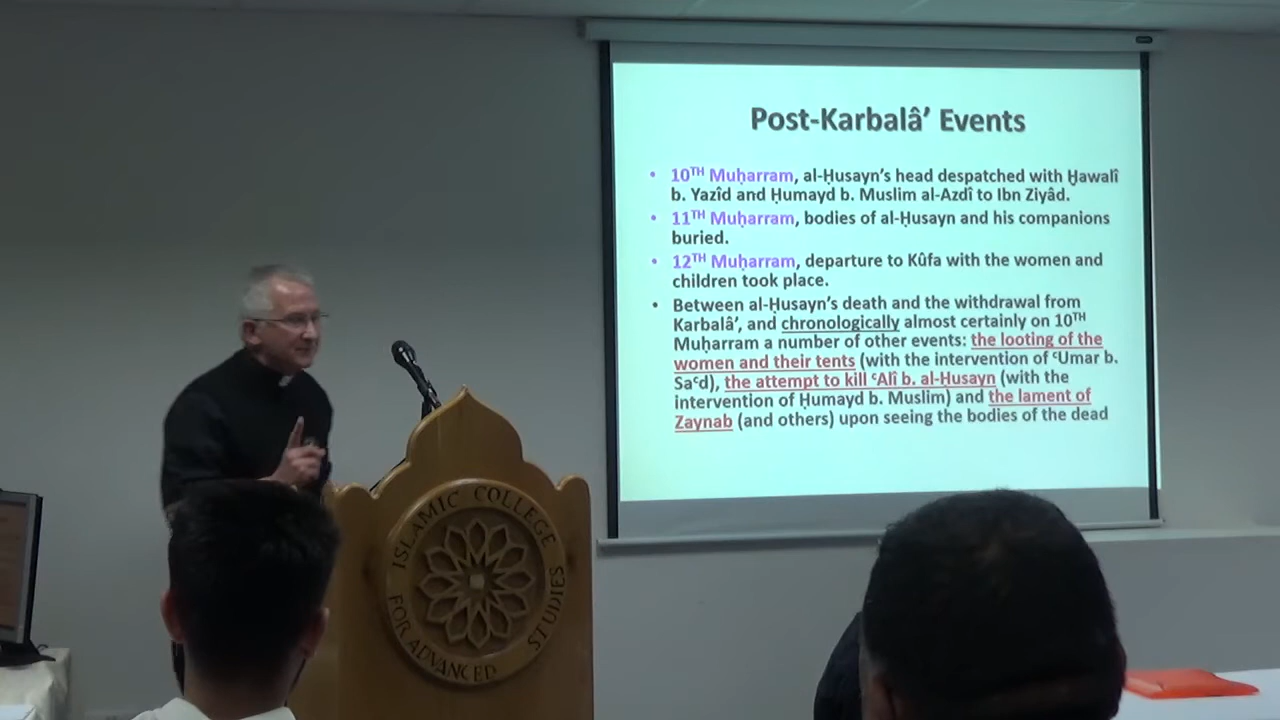 Post-Karbalâ’ Events
• 10TH Muḥarram, al-Ḥusayn’s head despatched with Ḫawalî
b. Yazîd and Ḥumayd b. Muslim al-Azdî to Ibn Ziyâd.
• 11TH Muḥarram, bodies of al-Ḥusayn and his companions
buried.
• 12TH Muḥarram, departure to Kûfa with the women and
children took place.
• Between al-Ḥusayn’s death and the withdrawal from
Karbalâ’, and chronologically almost certainly on 10TH
Muḥarram a number of other events: the looting of the
women and their tents (with the intervention of ʿUmar b.
Saʿd), the attempt to kill ʿAlî b. al-Ḥusayn (with the
intervention of Ḥumayd b. Muslim) and the lament of
Zaynab (and others) upon seeing the bodies of the dead
ISLAMIC COLLEGE
FOR ADVANCED STUDIES